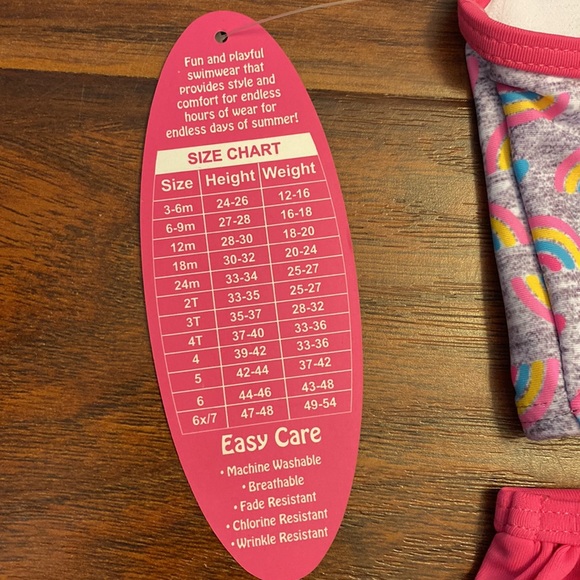 Fun and playful
swimwear that
provides style and
comfort for endless
hours of wear for
endless days of summer!
SIZE CHART
Size Height Weight
3-6m 24-26 12-16
6-9m 27-28 16-18
12m 28-30 18-20
18m 30-32 20-24
24m 33-34 25-27
2T 33-35 25-27
3T 35-37 28-32
4T 37-40 33-36
4 39-42 33-36
5 42-44 37-42
6 44-46 43-48
6x/7 47-48 49-54
Easy Care
• Machine Washable
• Breathable
• Fade Resistant
• Chlorine Resistant
• Wrinkle Resistant